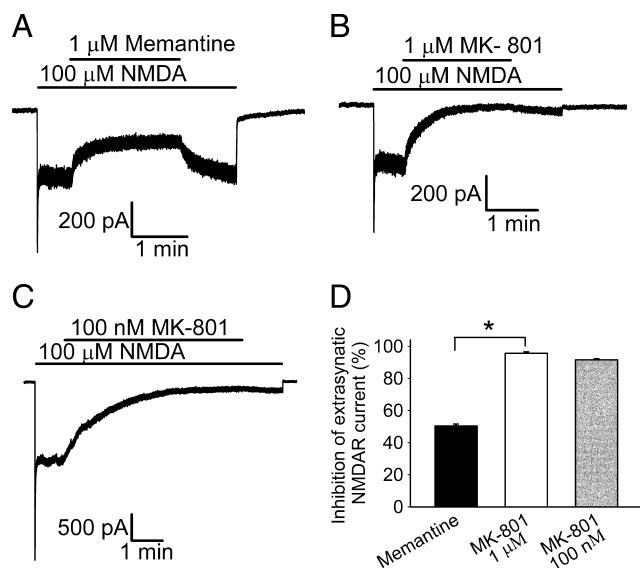 A
1 μM Memantine
100 μM NMDA
200 pA
1 min
B
1 μM MK- 801
100 μM NMDA
200 pA
1 min
C
100 nM MK-801
100 μM NMDA
500 pA
1 min
D
Inhibition of extrasynatic
NMDAR current (%)
100
80
60
40
20
0
*
Memantine
MK-801
1 μM
MK-801
100 nM